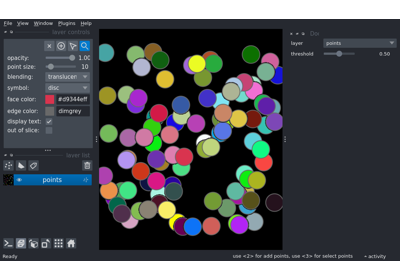 File View Window Plugins Help
layer controls
opacity: 1.00
point size: 10
blending: translucen
symbol: disc
face color: #d9344eff
edge color: dimgrey
display text:
out of slice:
layer list
points
layer points
threshold 0.50
Ready
use <2> for add points, use <3> for select points
activity